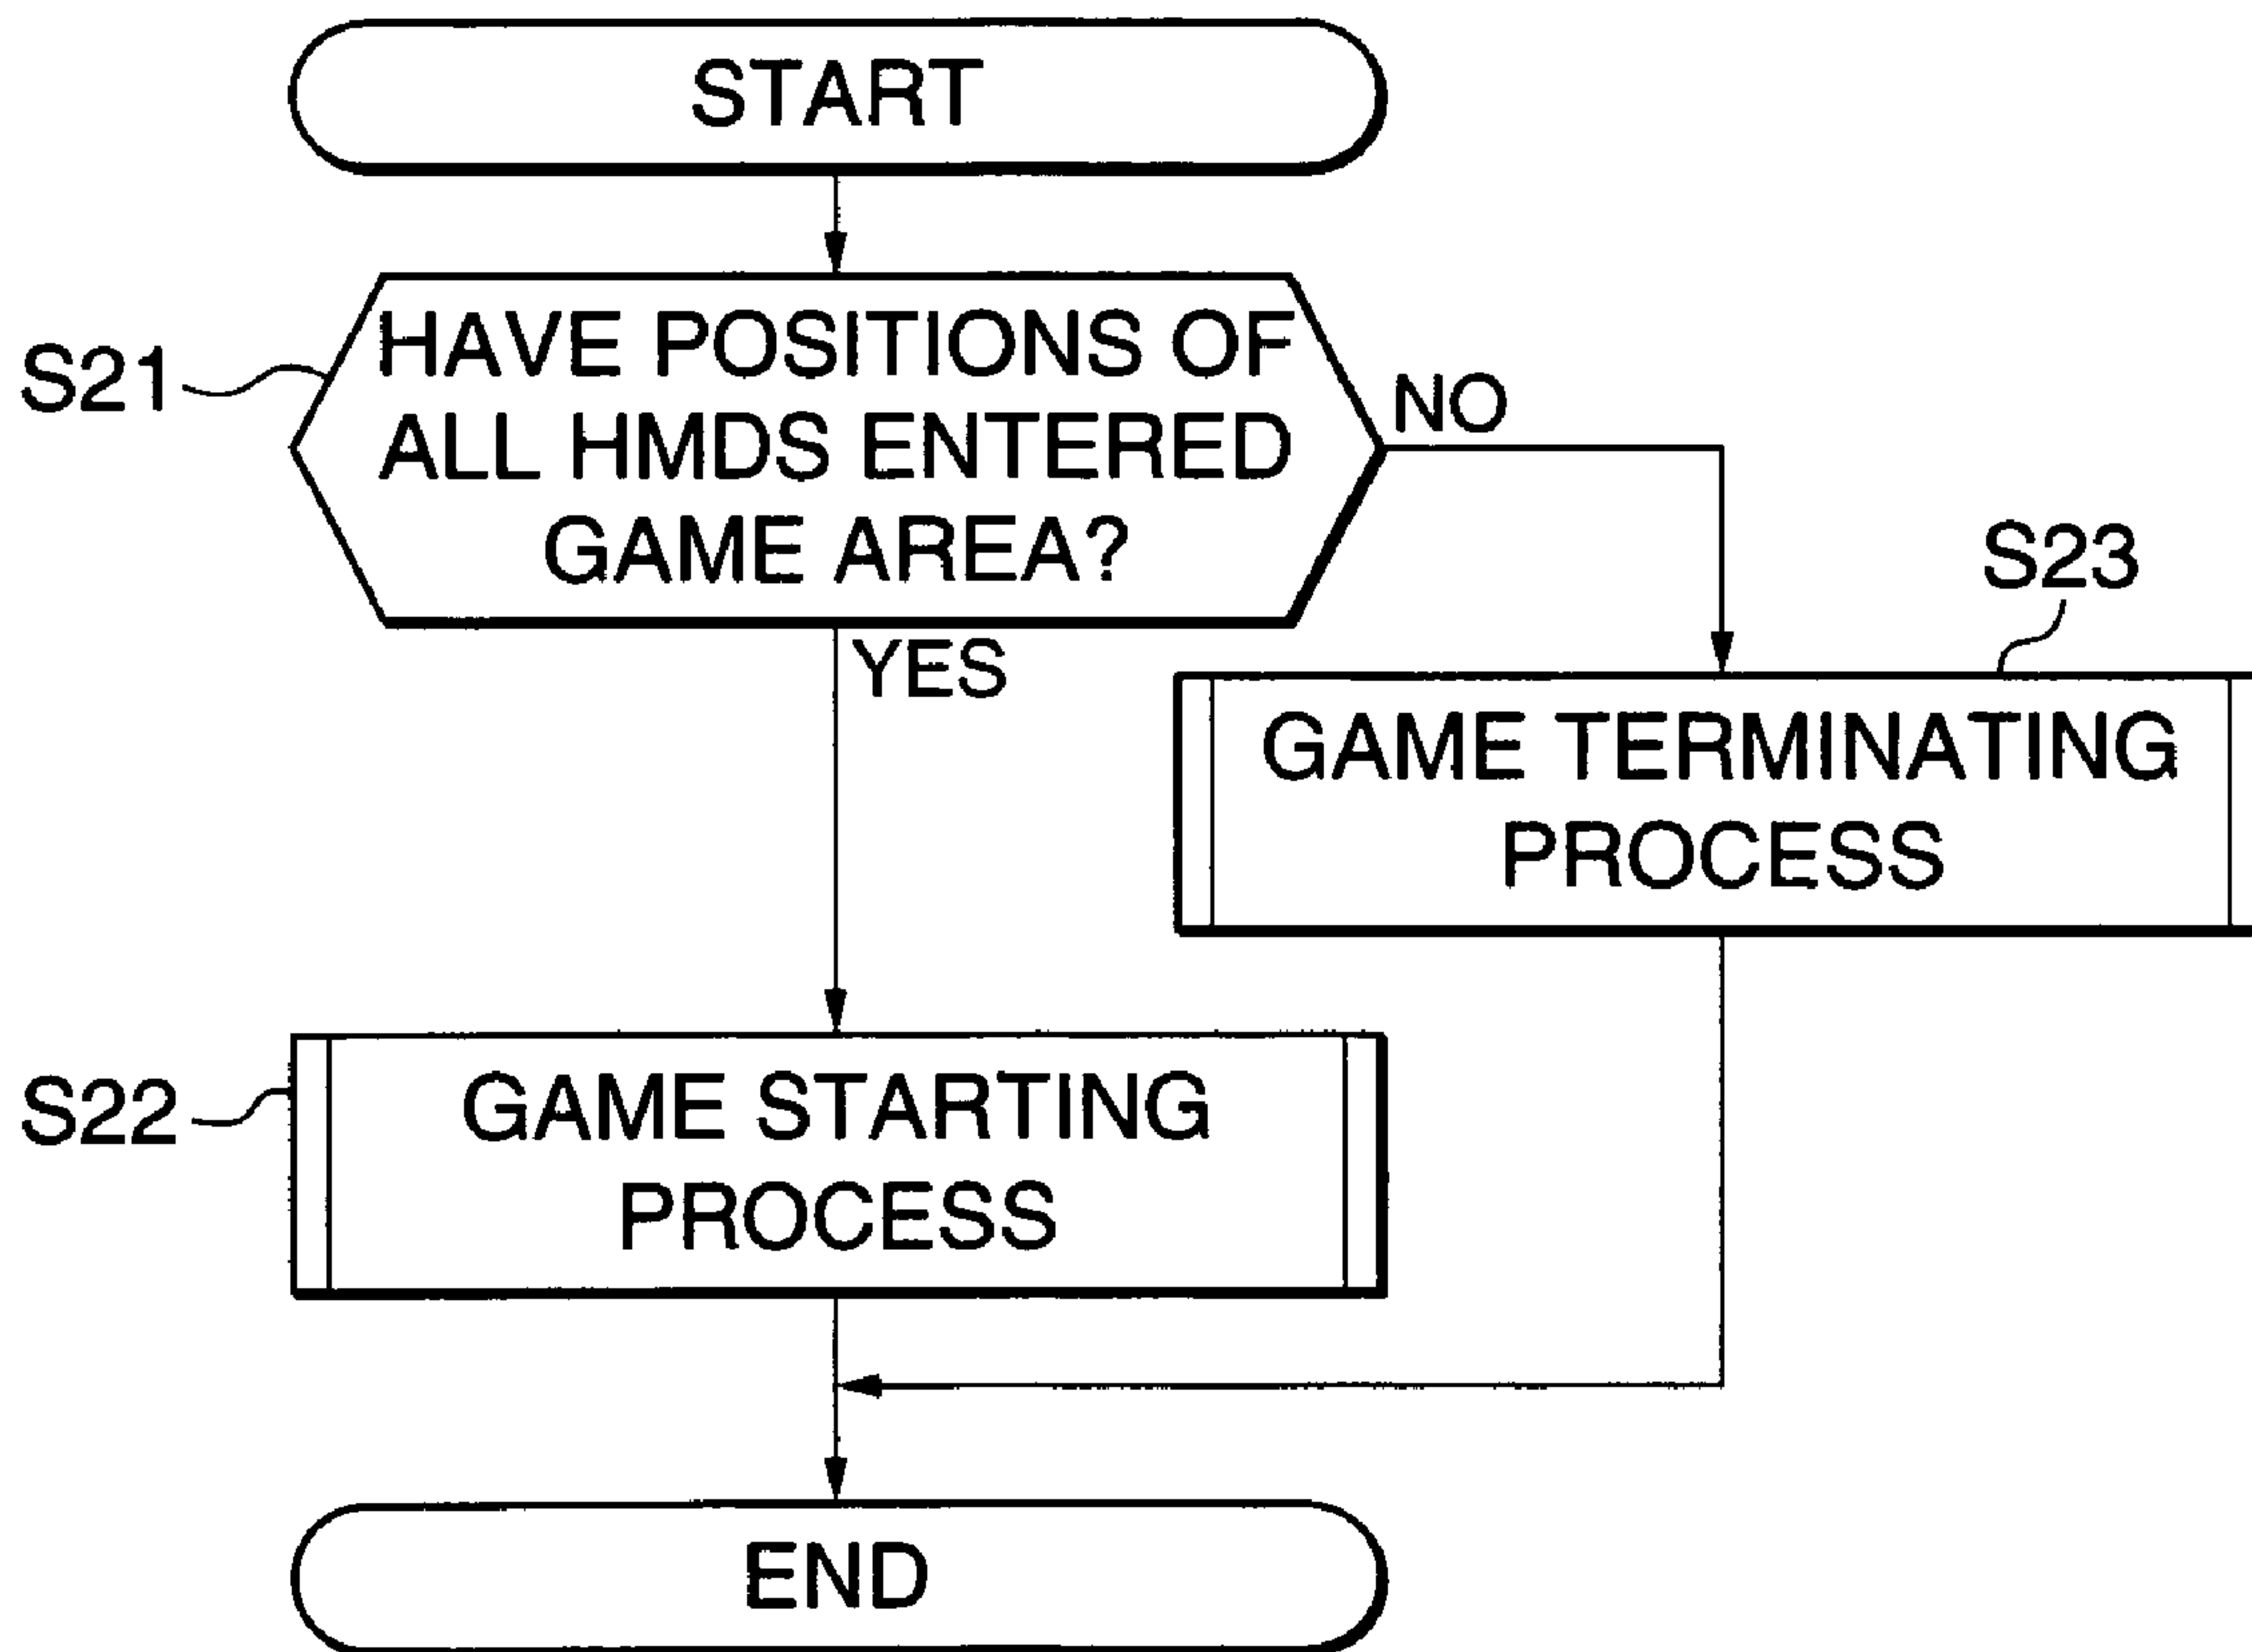 START
S21
HAVE POSITIONS OF
ALL HMDS ENTERED
GAME AREA?
NO
YES
S23
GAME TERMINATING
PROCESS
S22
GAME STARTING
PROCESS
END